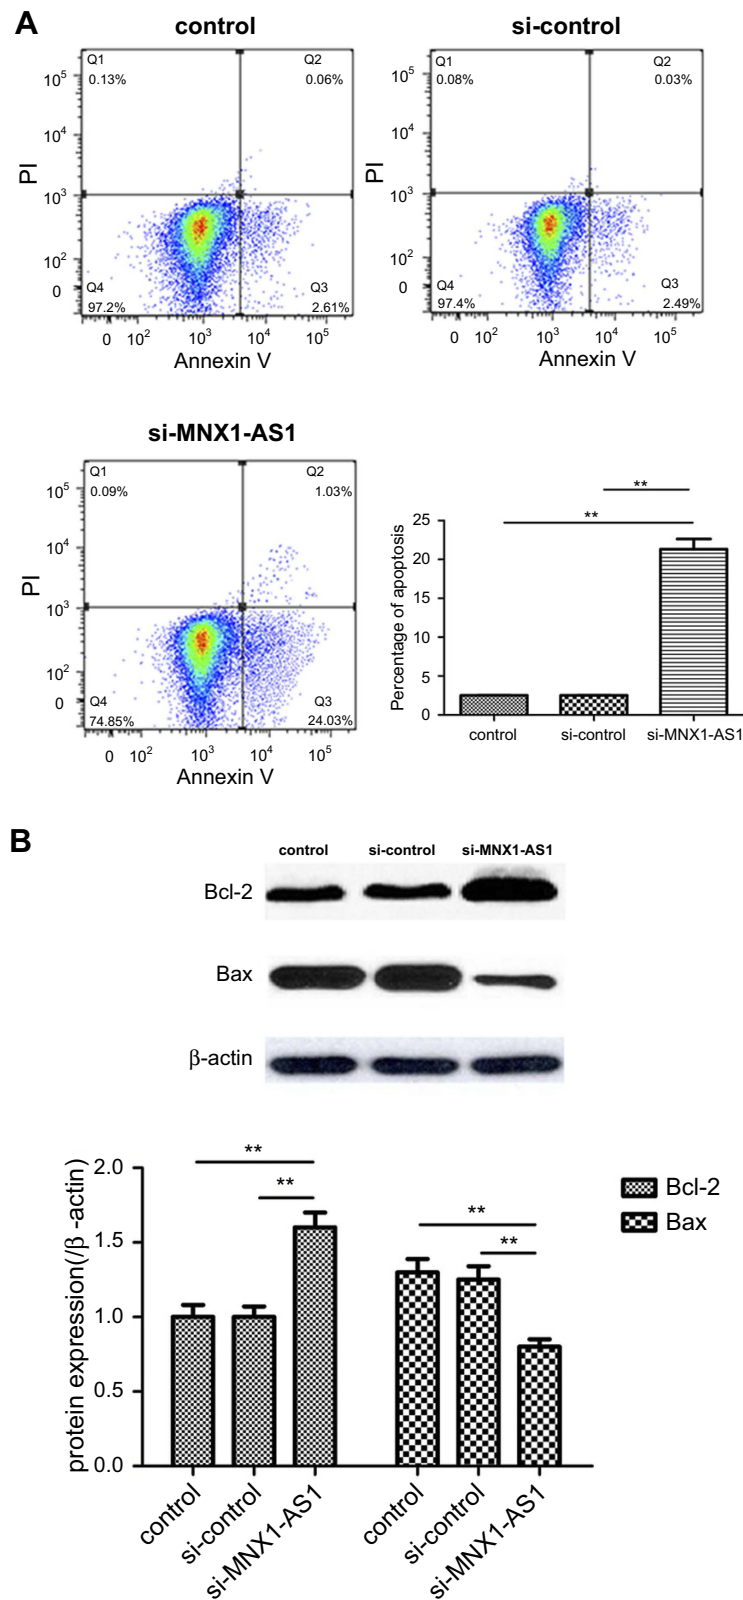 A
control
si-control
Q1
0.13%
Q2
0.06%
10⁵
10⁴
10³
10²
0
PI
Q4
97.2%
Q3
2.61%
0 10² 10³ 10⁴ 10⁵
Annexin V
Q1
0.08%
Q2
0.03%
10⁵
10⁴
10³
10²
0
PI
Q4
97.4%
Q3
2.49%
0 10² 10³ 10⁴ 10⁵
Annexin V
si-MNX1-AS1
Q1
0.09%
Q2
1.03%
10⁵
10⁴
10³
10²
0
PI
Q4
74.85%
Q3
24.03%
0 10² 10³ 10⁴ 10⁵
Annexin V
**
**
25
20
15
10
5
0
Percentage of apoptosis
control si-control si-MNX1-AS1
B
control si-control si-MNX1-AS1
Bcl-2
Bax
β-actin
protein expression(/β -actin)
2.0
1.5
1.0
0.5
0.0
**
**
**
**
Bcl-2
Bax
control
si-control
si-MNX1-AS1
control
si-control
si-MNX1-AS1